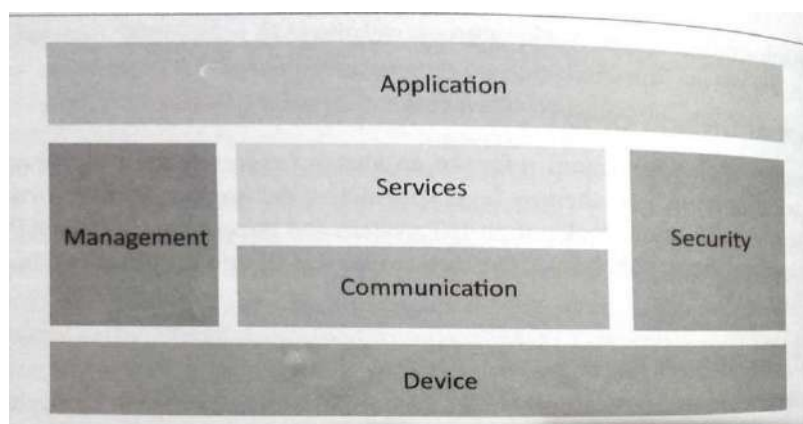 Application
Services
Management
Security
Communication
Device